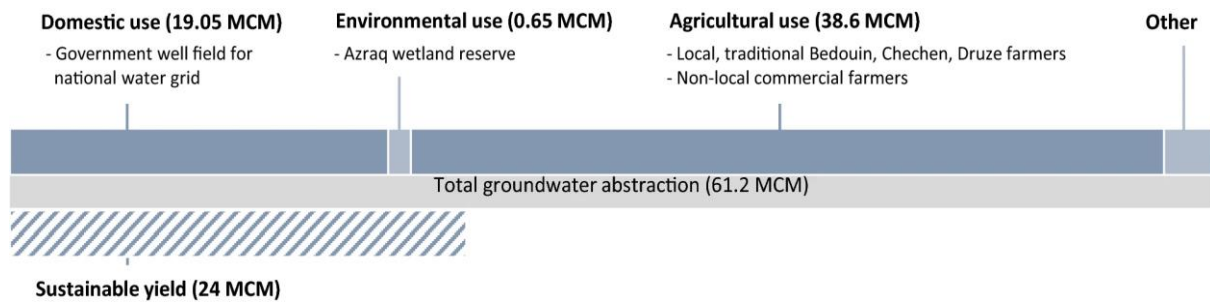 Domestic use (19.05 MCM)
- Government well field for
national water grid
Environmental use (0.65 MCM)
- Azraq wetland reserve
Agricultural use (38.6 MCM)
- Local, traditional Bedouin, Chechen, Druze farmers
- Non-local commercial farmers
Other
Total groundwater abstraction (61.2 MCM)
Sustainable yield (24 MCM)